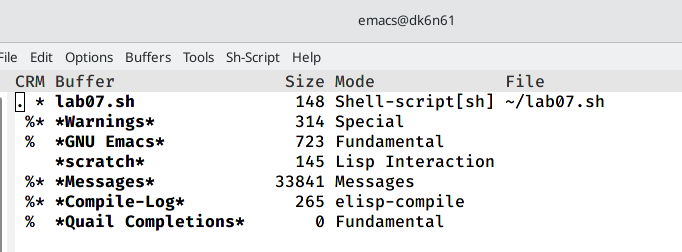 emacs@dk6n61
File Edit Options Buffers Tools Sh-Script Help
CRM Buffer Size Mode File
. * lab07.sh 148 Shell-script[sh] ~/lab07.sh
%* *Warnings* 314 Special
% *GNU Emacs* 723 Fundamental
*scratch* 145 Lisp Interaction
%* *Messages* 33841 Messages
%* *Compile-Log* 265 elisp-compile
% *Quail Completions* 0 Fundamental